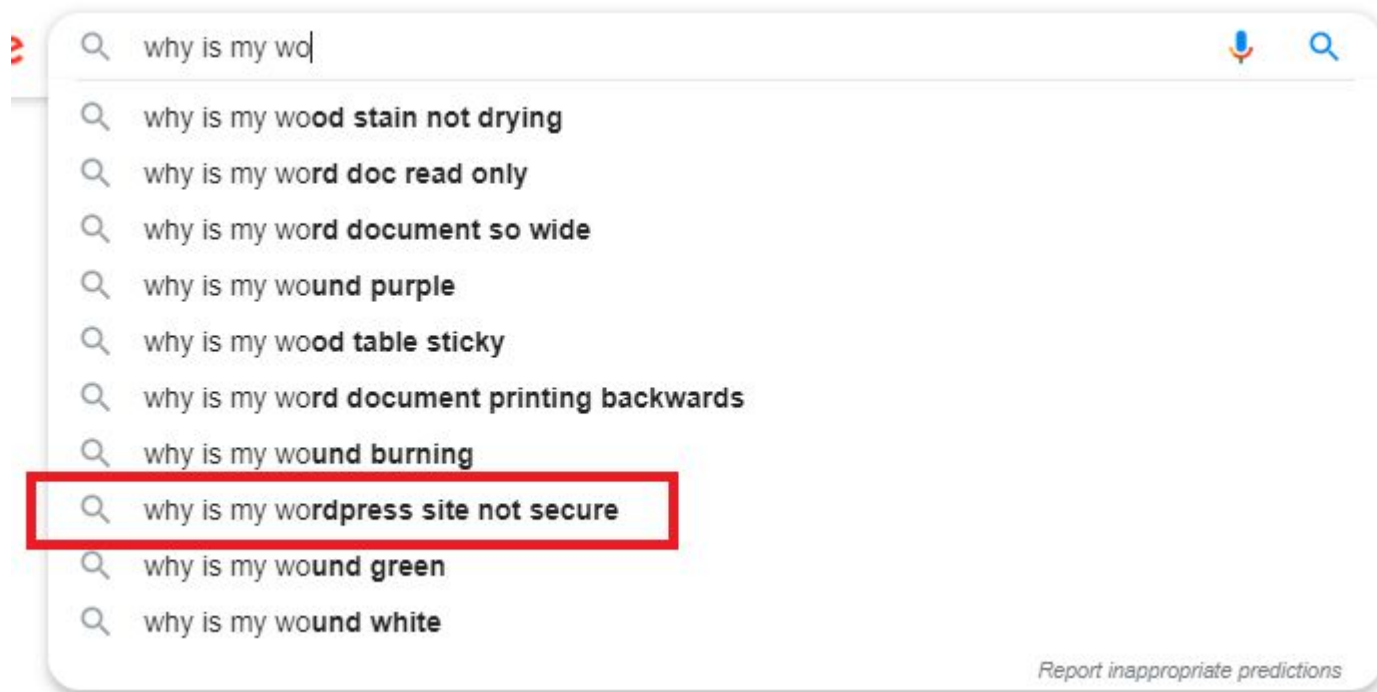 e
why is my wo
why is my wood stain not drying
why is my word doc read only
why is my word document so wide
why is my wound purple
why is my wood table sticky
why is my word document printing backwards
why is my wound burning
why is my wordpress site not secure
why is my wound green
why is my wound white
Report inappropriate predictions